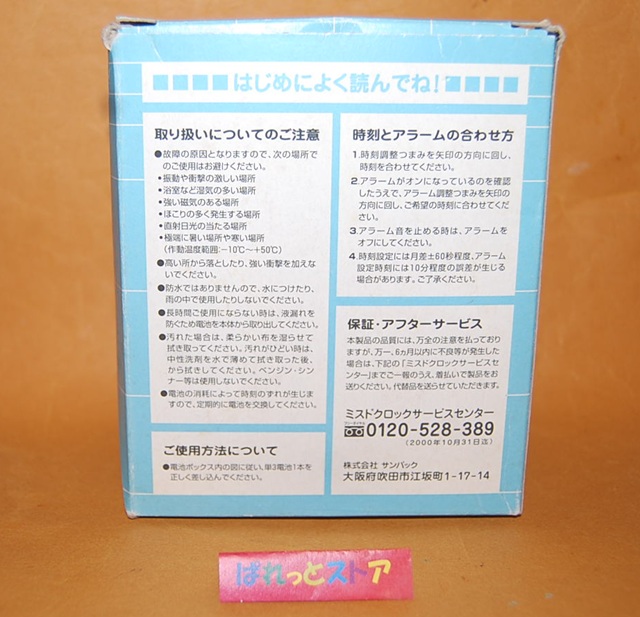 はじめによく読んでね!
取り扱いについてのご注意
●故障の原因となりますので、次の場所で
のご使用はお避けください。
・振動や衝撃の激しい場所
・浴室など湿気の多い場所
・強い磁気のある場所
・ほこりの多く発生する場所
・直射日光の当たる場所
・極端に暑い場所や寒い場所
(作動温度範囲:−10℃〜+50℃)
●高い所から落としたり、強い衝撃を加えな
いでください。
●防水ではありませんので、水につけたり、
雨の中で使用したりしないでください。
●長時間ご使用にならない時は、液漏れを
防ぐため電池を本体から取り出してください。
●汚れた場合は、柔らかい布を湿らせて
拭き取ってください。汚れがひどい時は、
中性洗剤を水で薄めて拭き取った後、
から拭きしてください。ベンジン・シン
ナー等は使用しないでください。
●電池の消耗によって時刻のずれが生じま
すので、定期的に電池を交換してください。
ご使用方法について
●電池ボックス内の図に従い、単3電池1本を
正しく差し込んでください。
時刻とアラームの合わせ方
1.時刻調整つまみを矢印の方向に回し、
時刻を合わせてください。
2.アラームがオンになっているのを確認
したうえで、アラーム調整つまみを矢印の
方向に回し、ご希望の時刻に合わせてくだ
さい。
3.アラーム音を止める時は、アラームを
オフにしてください。
4.時刻設定には月差±60秒程度、アラーム
設定時刻には10分程度の誤差が生じる
場合があります。ご了承ください。
保証・アフターサービス
本製品の品質には、万全の注意を払っており
ますが、万一、6ヵ月以内に不良等が発生した
場合は、下記の「ミスドクロックサービスセ
ンター」までご一報のうえ、着払いで製品をお
送りください。代替品を送らせていただきます。
ミスドクロックサービスセンター
フリーダイヤル 0120-528-389
(2000年10月31日迄)
株式会社 サンパック
大阪府吹田市江坂町1-17-14
ぱれっとストア